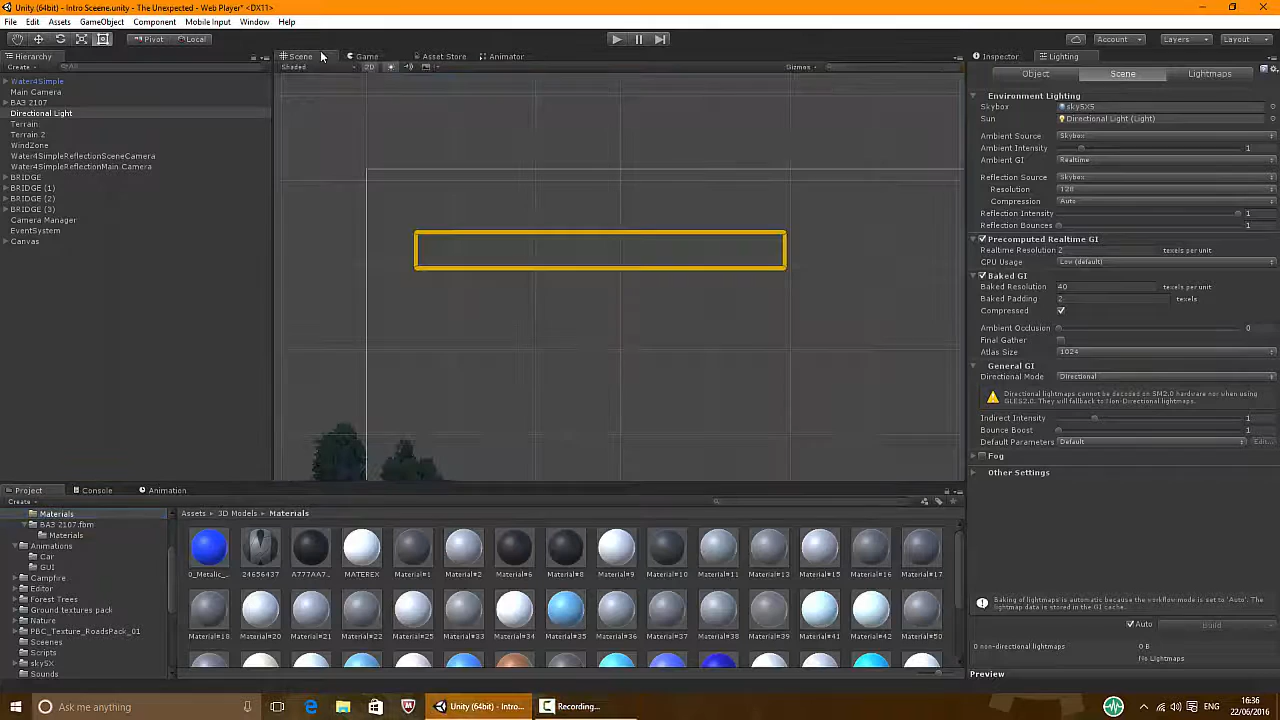 Unity (64bit) - Intro Sceene.unity - The Unexpected - Web Player* <DX11>
File Edit Assets GameObject Component Mobile Input Window Help
Pivot Local Account Layers Layout
Hierarchy Scene Game Asset Store Animator Inspector Lighting
Create All Shaded 2D Gizmos
Object Scene Lightmaps
Water4Simple
Main Camera
BA3 2107
Directional Light
Terrain
Terrain 2
WindZone
Water4SimpleReflectionSceneCamera
Water4SimpleReflectionMain Camera
BRIDGE
BRIDGE (1)
BRIDGE (2)
BRIDGE (3)
Camera Manager
EventSystem
Canvas
Environment Lighting
Skybox sky5X5
Sun Directional Light (Light)
Ambient Source Skybox
Ambient Intensity 1
Ambient GI Realtime
Reflection Source Skybox
Resolution 128
Compression Auto
Reflection Intensity 1
Reflection Bounces 1
Precomputed Realtime GI
Realtime Resolution 2 texels per unit
CPU Usage Low (default)
Baked GI
Baked Resolution 40 texels per unit
Baked Padding 2 texels
Compressed
Ambient Occlusion 0
Final Gather
Atlas Size 1024
General GI
Directional Mode Directional
Directional lightmaps cannot be decoded on SM2.0 hardware nor when using
GLES2.0. They will fallback to Non-Directional lightmaps.
Indirect Intensity 1
Bounce Boost 1
Default Parameters Default Edit...
Fog
Other Settings
Baking of lightmaps is automatic because the workflow mode is set to 'Auto'. The
lightmap data is stored in the GI cache.
Auto Build
0 non-directional lightmaps 0 B
No Lightmaps
Preview
Project Console Animation
Create
Materials
BA3 2107.fbm
Materials
Animations
Car
GUI
Campfire
Editor
Forest Trees
Ground textures pack
Nature
PBC_Texture_RoadsPack_01
Sceenes
Scripts
sky5X
Sounds
Assets 3D Models Materials
0_Metalic_... 24656437 A777AA7... MATEREX Material#1 Material#2 Material#6 Material#8 Material#9 Material#10 Material#11 Material#13 Material#15 Material#16 Material#17
Material#18 Material#20 Material#21 Material#22 Material#25 Material#33 Material#34 Material#35 Material#36 Material#37 Material#38 Material#39 Material#41 Material#42 Material#50
Ask me anything
Unity (64bit) - Intro...
Recording...
ENG
16:36
22/06/2016